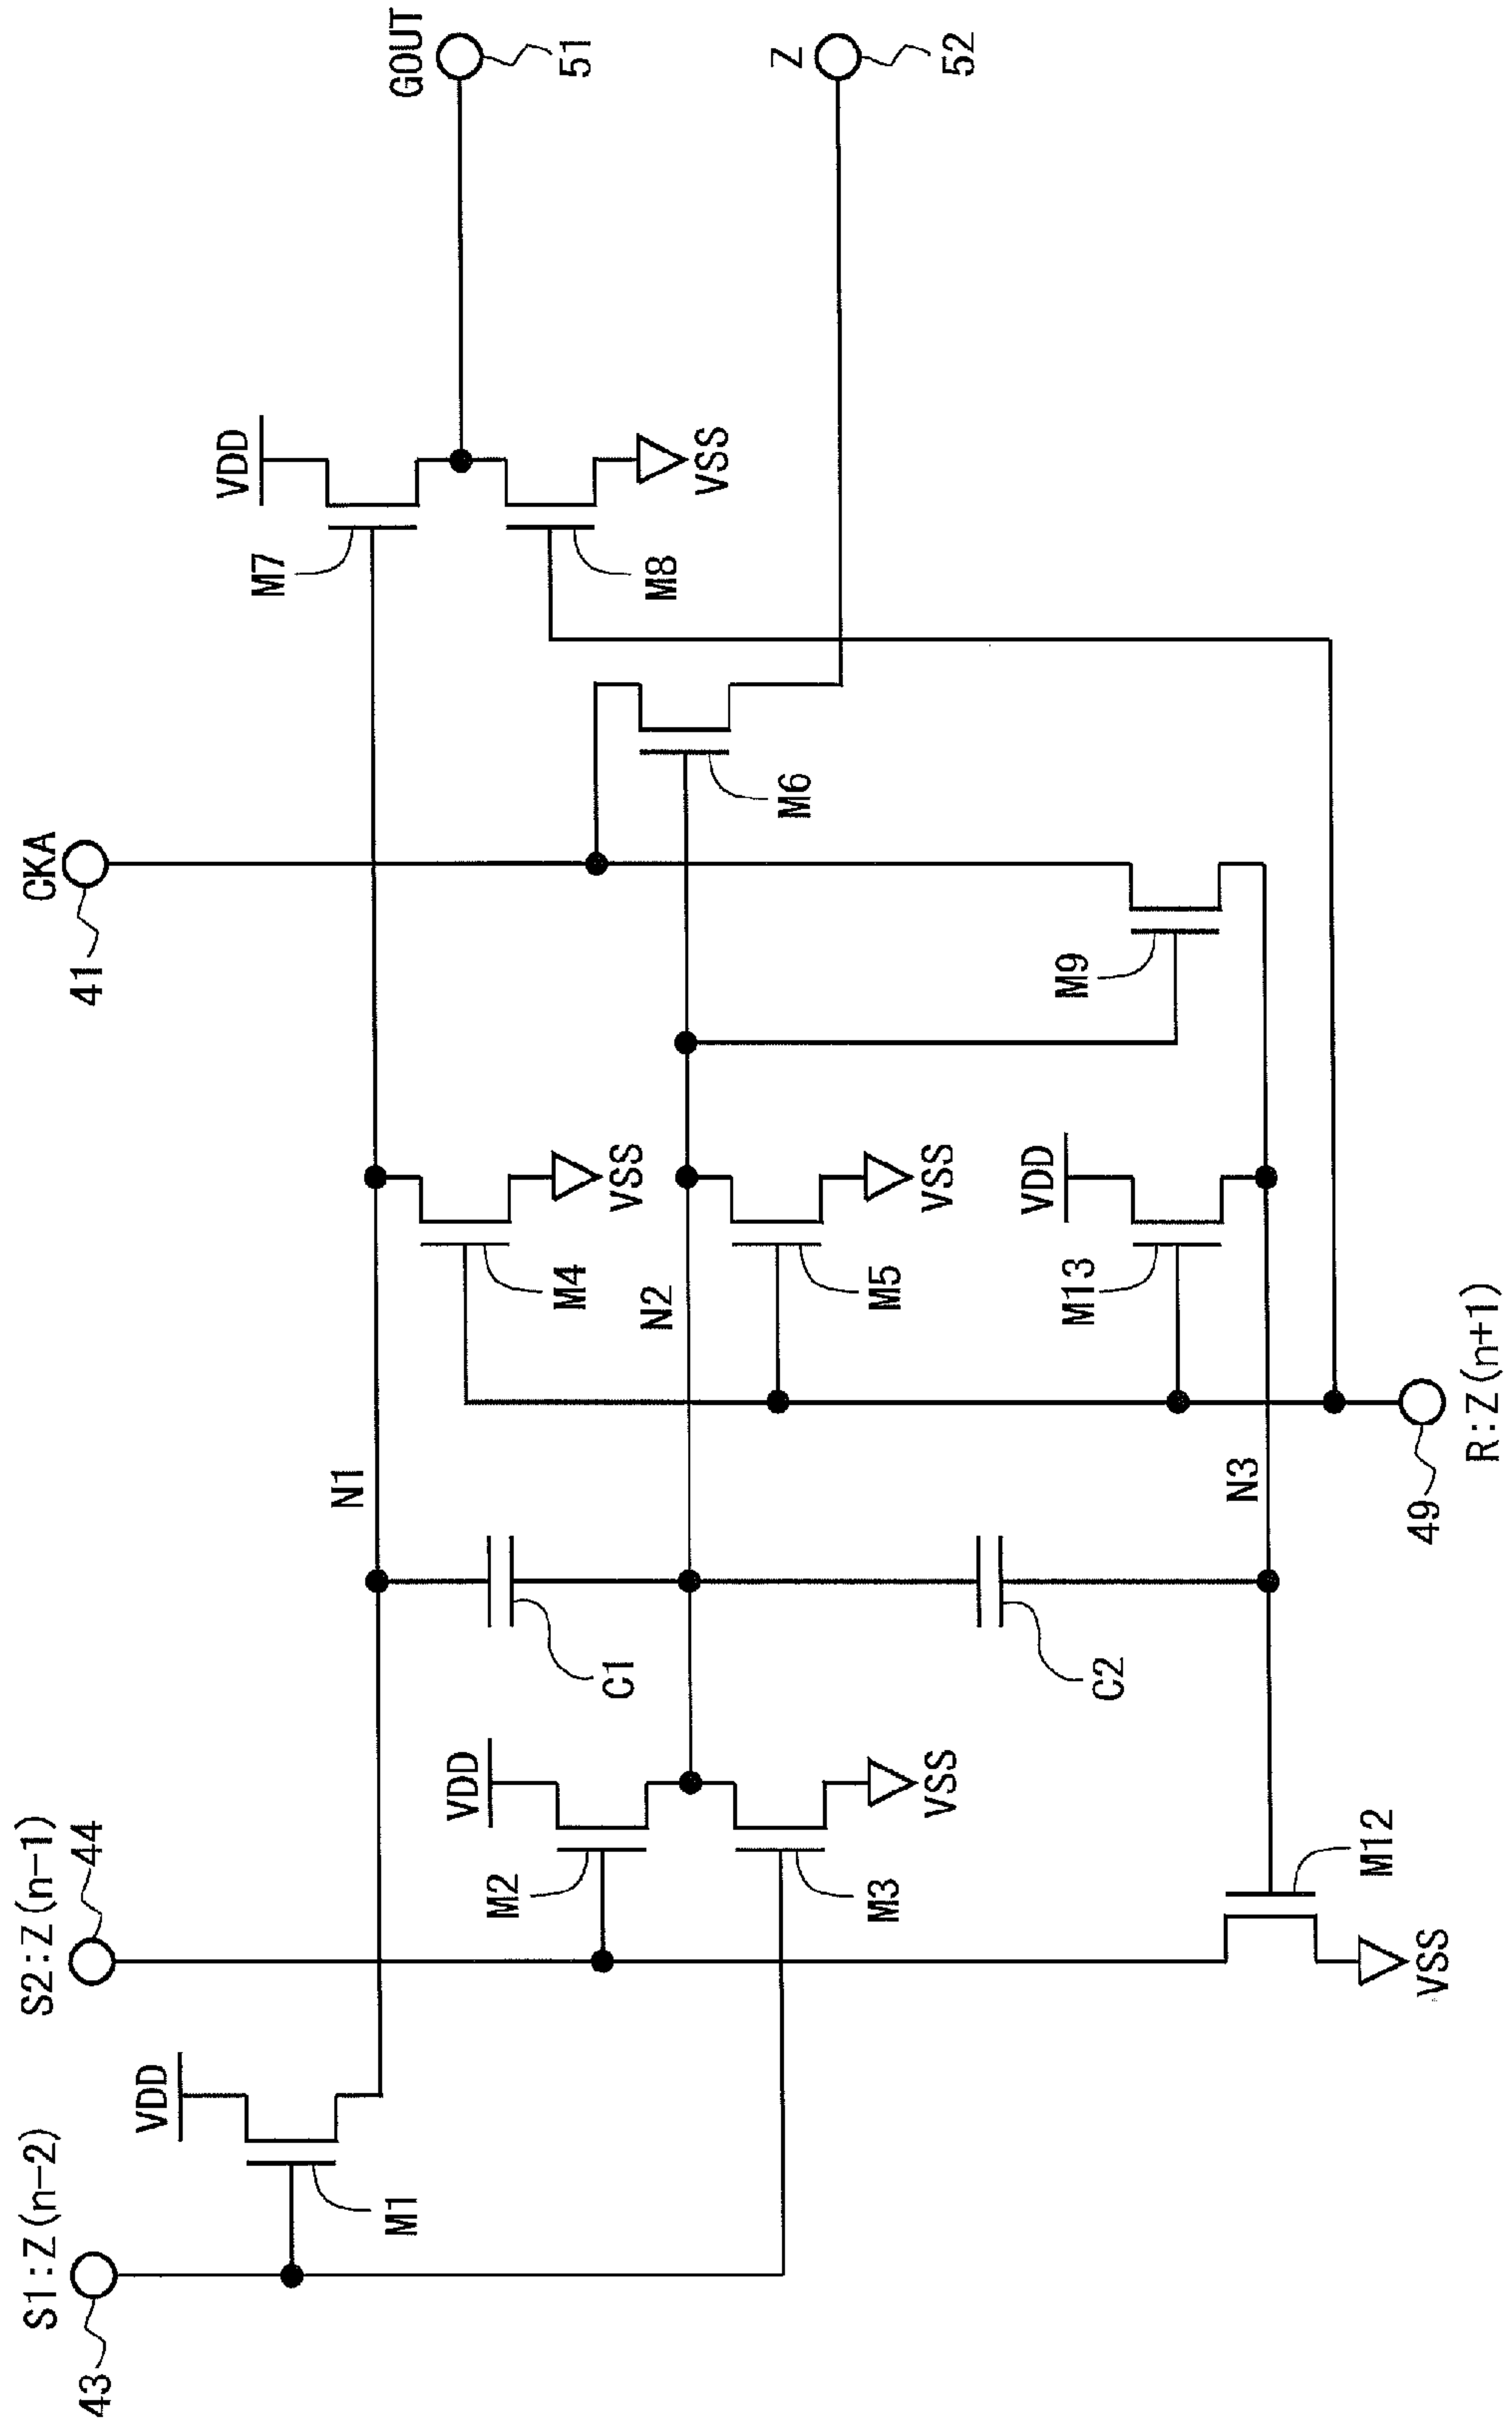 S1:Z(n-2)
43
S2:Z(n-1)
44
CKA
41
GOUT
51
Z
52
VDD
M1
VDD
M2
M3
VSS
M12
VSS
N1
C1
N2
C2
N3
M4
VSS
M5
VSS
VDD
M13
49
R:Z(n+1)
M9
M6
VDD
M7
M8
VSS